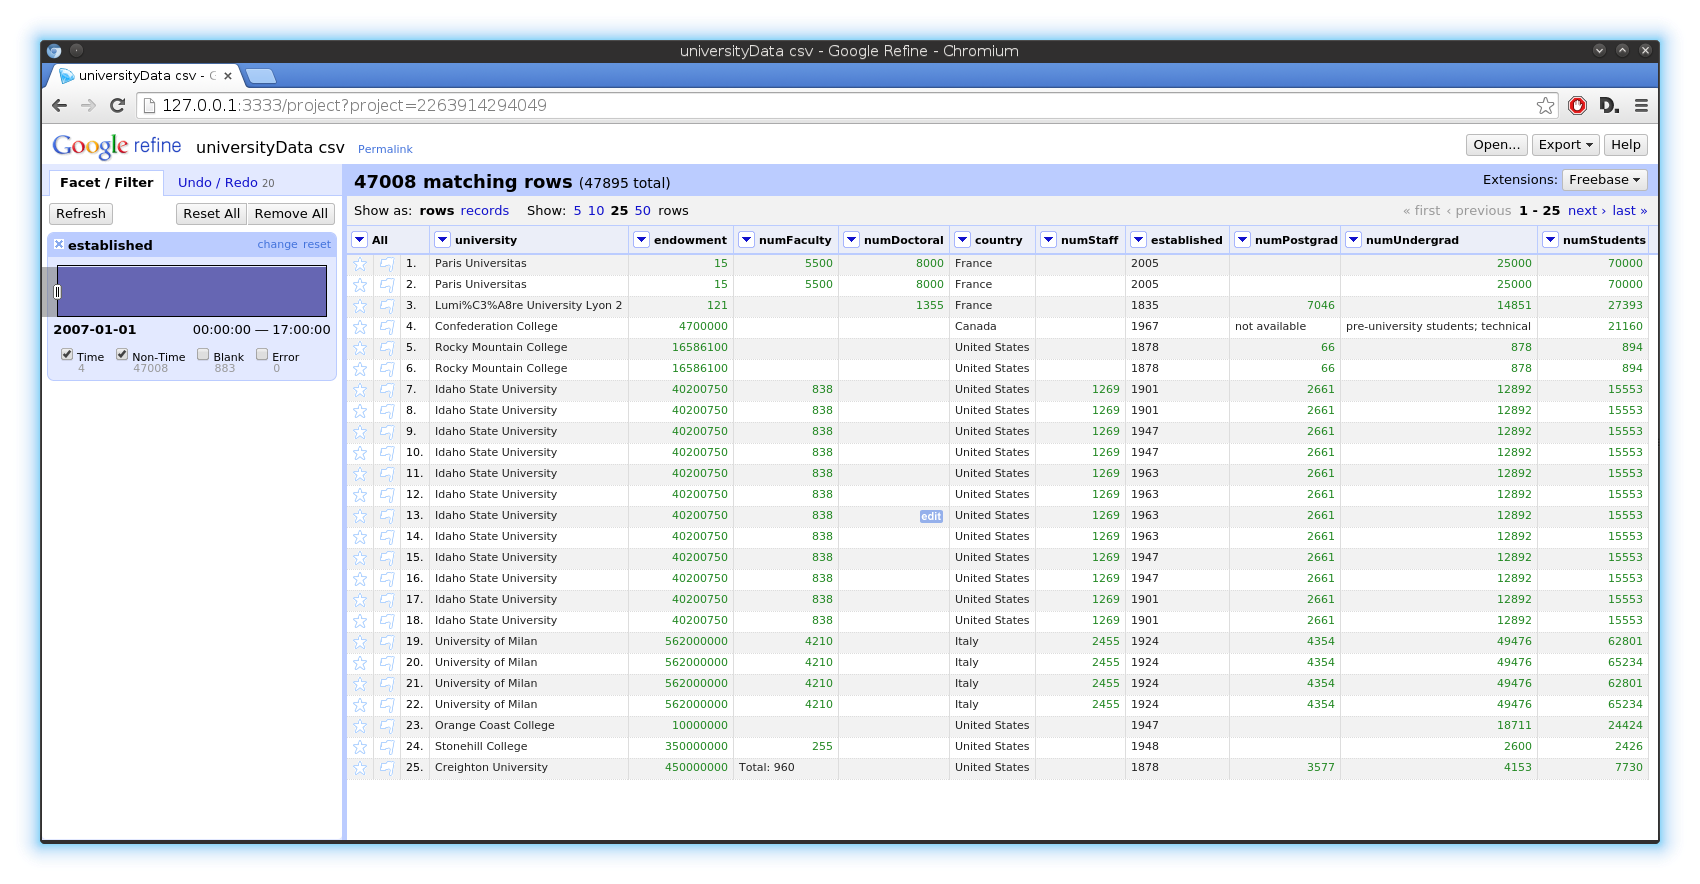 universityData csv - Google Refine - Chromium
universityData csv - G
127.0.0.1:3333/project?project=2263914294049
D.
Google refine universityData csv Permalink Open... Export Help
Facet / Filter Undo / Redo 20
47008 matching rows (47895 total) Extensions: Freebase
Refresh Reset All Remove All
Show as: rows records Show: 5 10 25 50 rows « first ‹ previous 1 - 25 next › last »
established change reset
2007-01-01 00:00:00 — 17:00:00
Time Non-Time Blank Error
4 47008 883 0
All university endowment numFaculty numDoctoral country numStaff established numPostgrad numUndergrad numStudents
1. Paris Universitas 15 5500 8000 France 2005 25000 70000
2. Paris Universitas 15 5500 8000 France 2005 25000 70000
3. Lumi%C3%A8re University Lyon 2 121 1355 France 1835 7046 14851 27393
4. Confederation College 4700000 Canada 1967 not available pre-university students; technical 21160
5. Rocky Mountain College 16586100 United States 1878 66 878 894
6. Rocky Mountain College 16586100 United States 1878 66 878 894
7. Idaho State University 40200750 838 United States 1269 1901 2661 12892 15553
8. Idaho State University 40200750 838 United States 1269 1901 2661 12892 15553
9. Idaho State University 40200750 838 United States 1269 1947 2661 12892 15553
10. Idaho State University 40200750 838 United States 1269 1947 2661 12892 15553
11. Idaho State University 40200750 838 United States 1269 1963 2661 12892 15553
12. Idaho State University 40200750 838 United States 1269 1963 2661 12892 15553
13. Idaho State University 40200750 838 edit United States 1269 1963 2661 12892 15553
14. Idaho State University 40200750 838 United States 1269 1963 2661 12892 15553
15. Idaho State University 40200750 838 United States 1269 1947 2661 12892 15553
16. Idaho State University 40200750 838 United States 1269 1947 2661 12892 15553
17. Idaho State University 40200750 838 United States 1269 1901 2661 12892 15553
18. Idaho State University 40200750 838 United States 1269 1901 2661 12892 15553
19. University of Milan 562000000 4210 Italy 2455 1924 4354 49476 62801
20. University of Milan 562000000 4210 Italy 2455 1924 4354 49476 65234
21. University of Milan 562000000 4210 Italy 2455 1924 4354 49476 62801
22. University of Milan 562000000 4210 Italy 2455 1924 4354 49476 65234
23. Orange Coast College 10000000 United States 1947 18711 24424
24. Stonehill College 350000000 255 United States 1948 2600 2426
25. Creighton University 450000000 Total: 960 United States 1878 3577 4153 7730